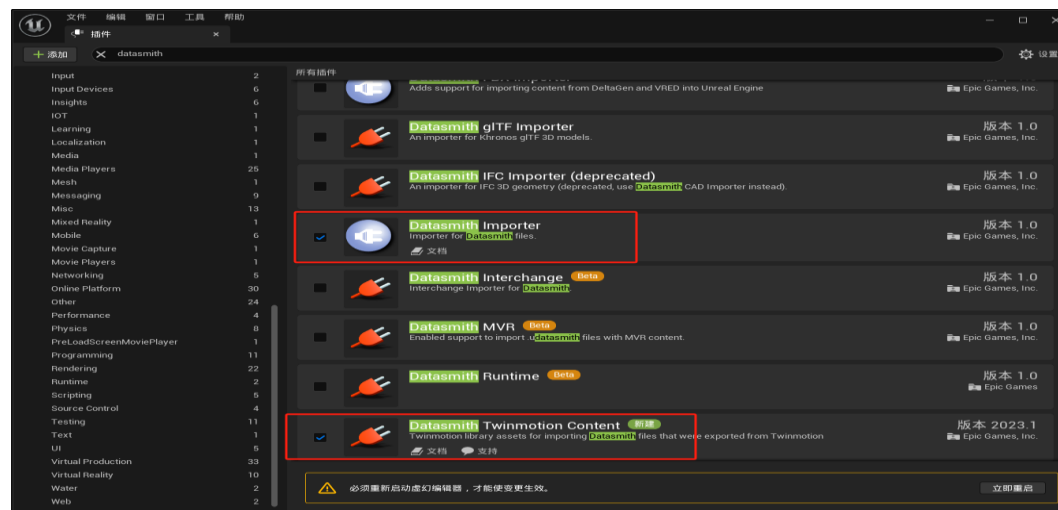 文件 编辑 窗口 工具 帮助
插件
添加 datasmith 设置
Input 2
Input Devices 6
Insights 6
IOT 1
Learning 1
Localization 1
Media 1
Media Players 25
Mesh 1
Messaging 9
Misc 13
Mixed Reality 1
Mobile 6
Movie Capture 1
Movie Players 1
Networking 5
Online Platform 30
Other 24
Performance 4
Physics 8
PreLoadScreenMoviePlayer 1
Programming 11
Rendering 22
Runtime 2
Scripting 5
Source Control 4
Testing 11
Text 1
UI 5
Virtual Production 33
Virtual Reality 10
Water 2
Web 2
所有插件
Adds support for importing content from DeltaGen and VRED into Unreal Engine
Epic Games, Inc.
Datasmith glTF Importer
版本 1.0
An importer for Khronos glTF 3D models.
Epic Games, Inc.
Datasmith IFC Importer (deprecated)
版本 1.0
An importer for IFC 3D geometry (deprecated, use Datasmith CAD Importer instead).
Epic Games, Inc.
Datasmith Importer
版本 1.0
Importer for Datasmith files.
Epic Games, Inc.
文档
Datasmith Interchange Beta
版本 1.0
Interchange Importer for Datasmith
Epic Games, Inc.
Datasmith MVR Beta
版本 1.0
Enabled support to import .udatasmith files with MVR content.
Epic Games, Inc.
Datasmith Runtime Beta
版本 1.0
Epic Games
Datasmith Twinmotion Content 新建
版本 2023.1
Twinmotion library assets for importing Datasmith files that were exported from Twinmotion
Epic Games, Inc.
文档 支持
必须重新启动虚幻编辑器，才能使变更生效。
立即重启